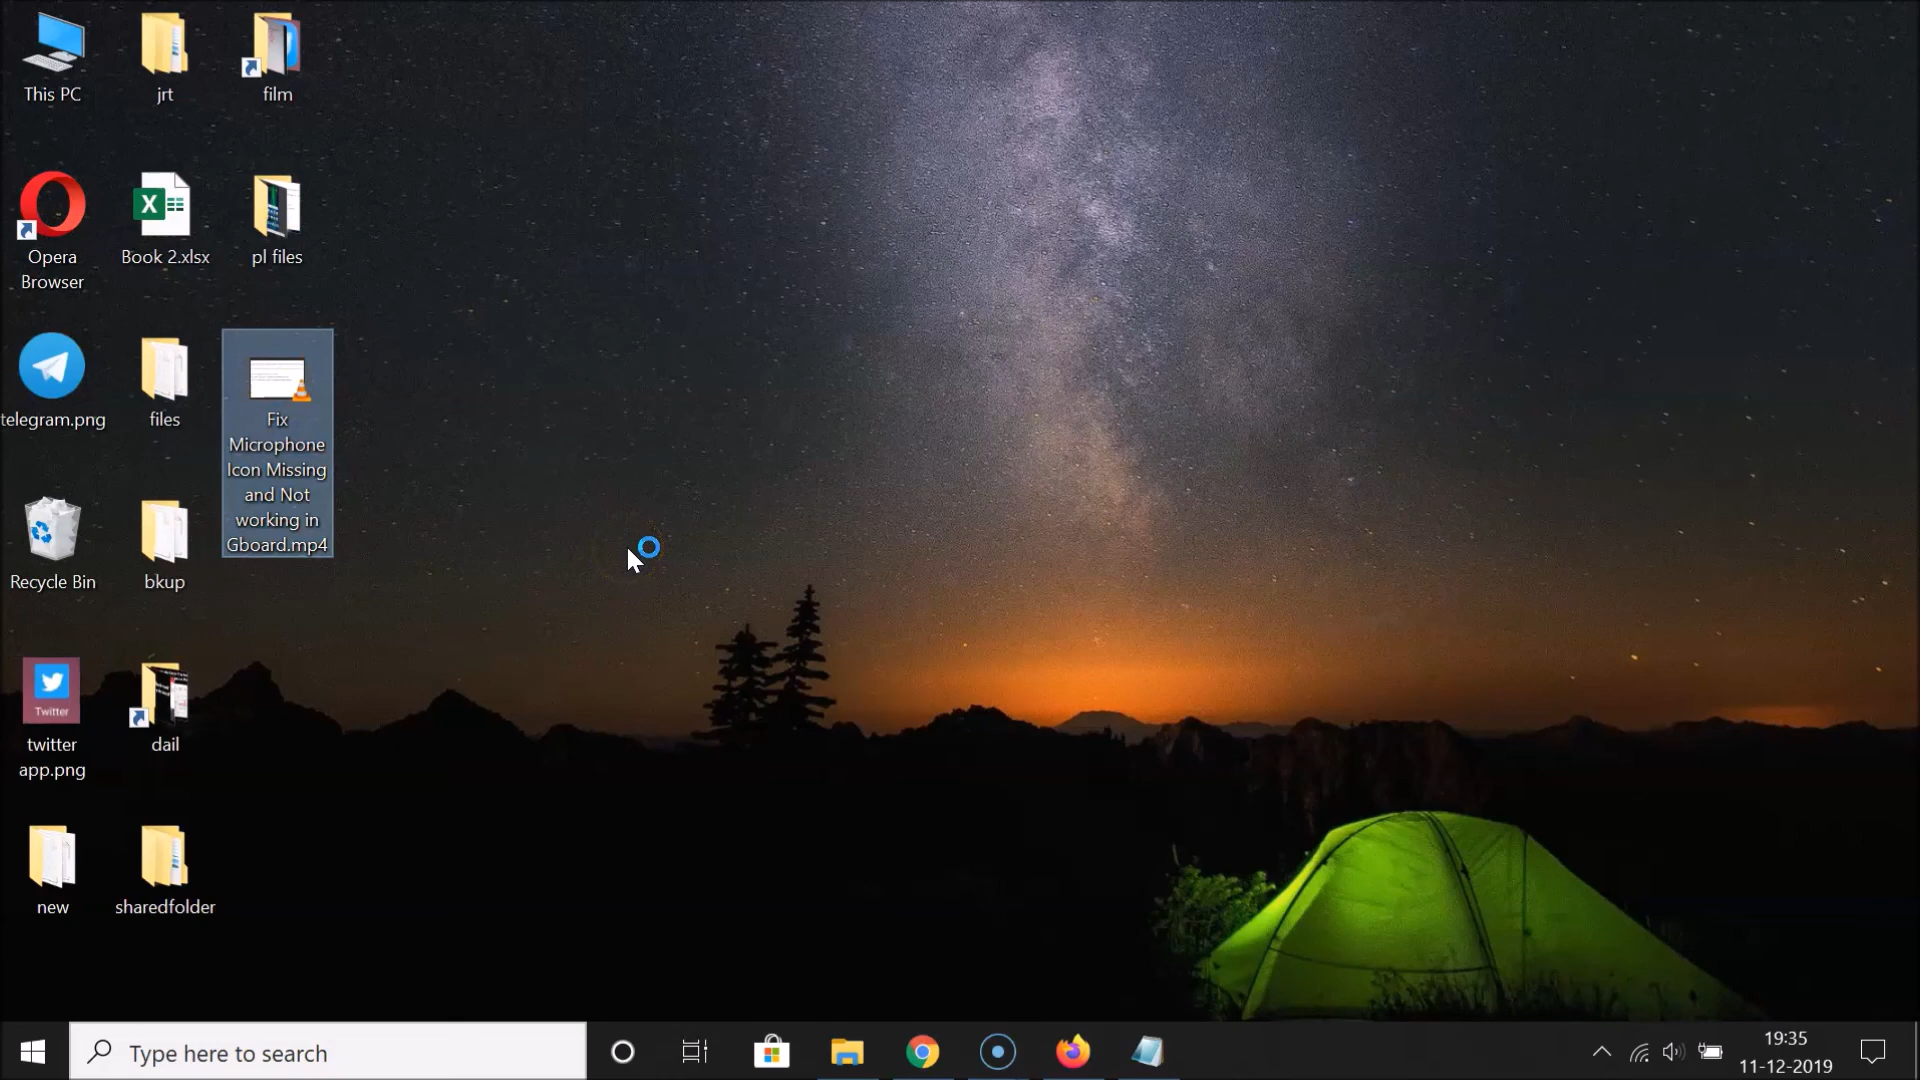 This PC
jrt
film
Opera
Browser
Book 2.xlsx
pl files
telegram.png
files
Fix
Microphone
Icon Missing
and Not
working in
Gboard.mp4
Recycle Bin
bkup
Twitter
twitter
app.png
dail
new
sharedfolder
Type here to search
19:35
11-12-2019